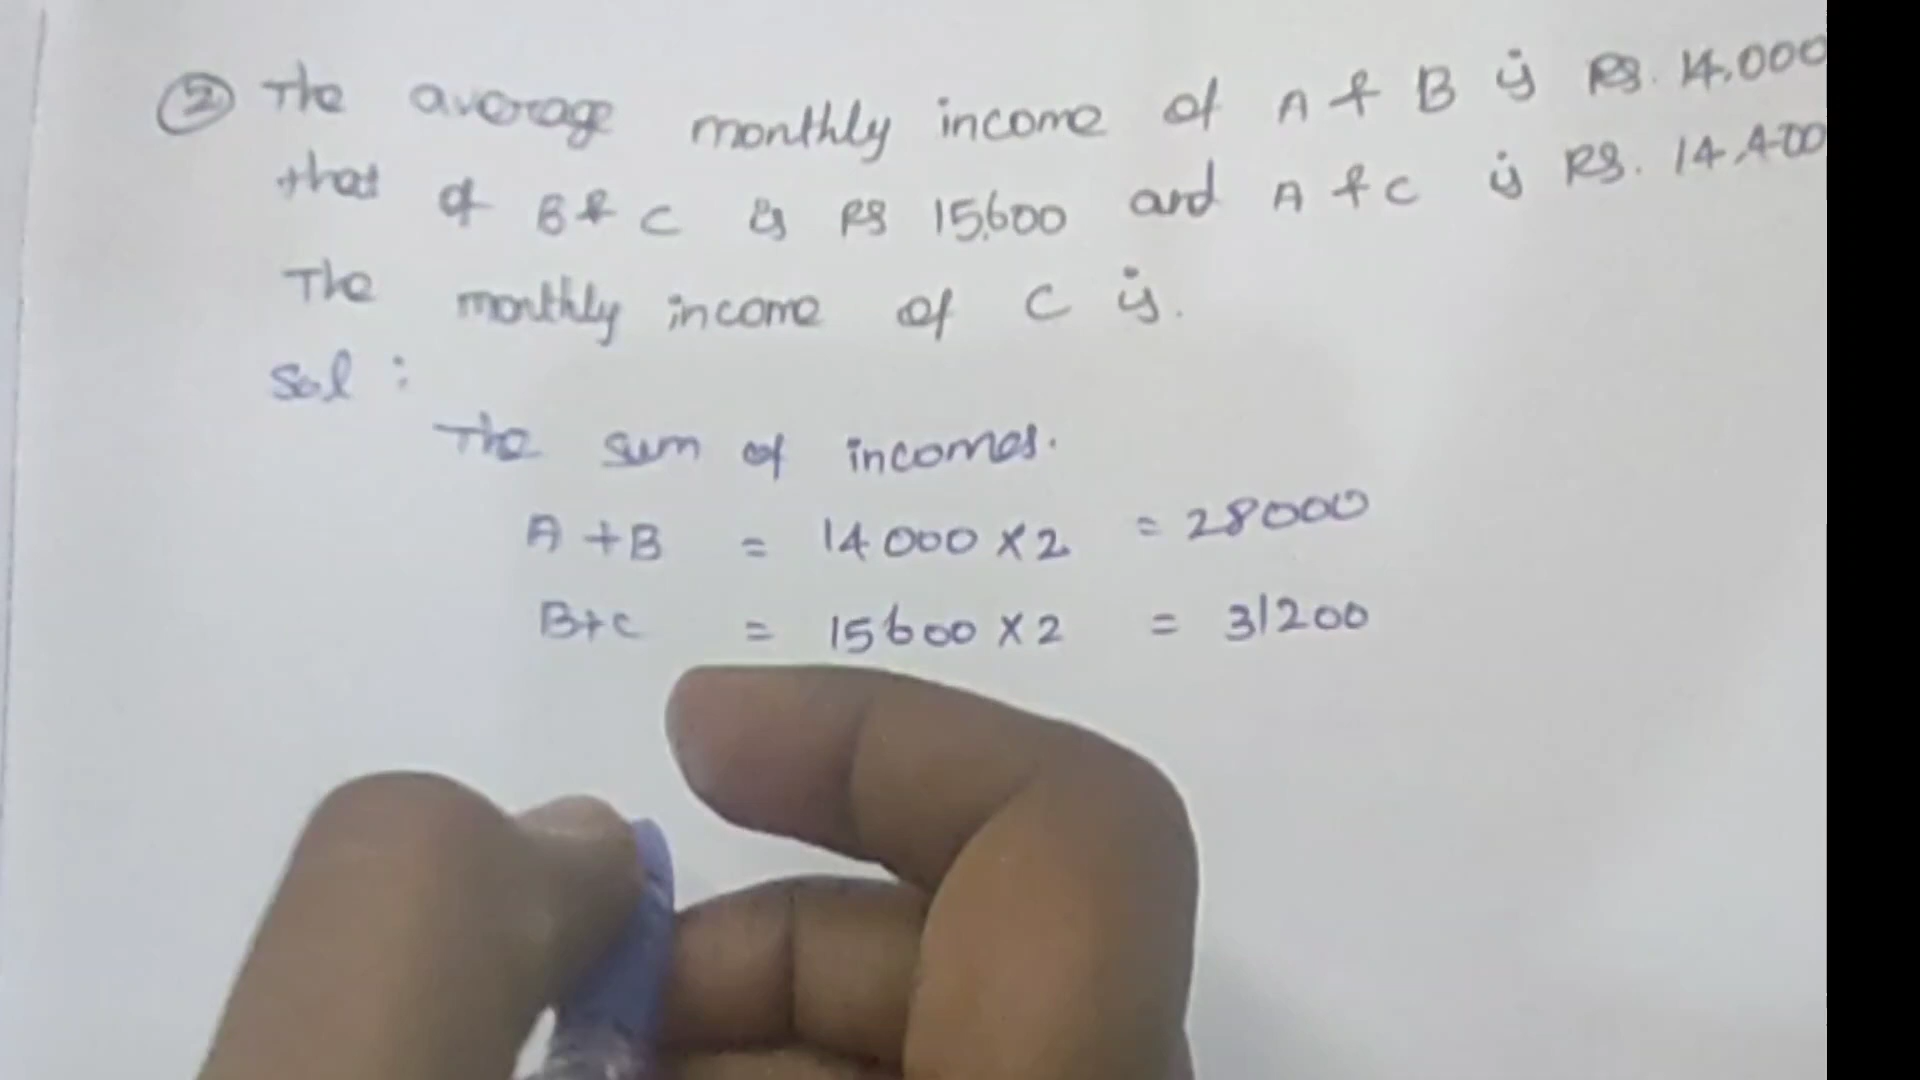 ② The average monthly income of A & B is Rs. 14,000
that of B & C is Rs 15,600 and A & C is Rs. 14,400
The monthly income of C is.
Sol :
The sum of incomes.
A + B = 14000 × 2 = 28000
B+C = 15600 × 2 = 31200